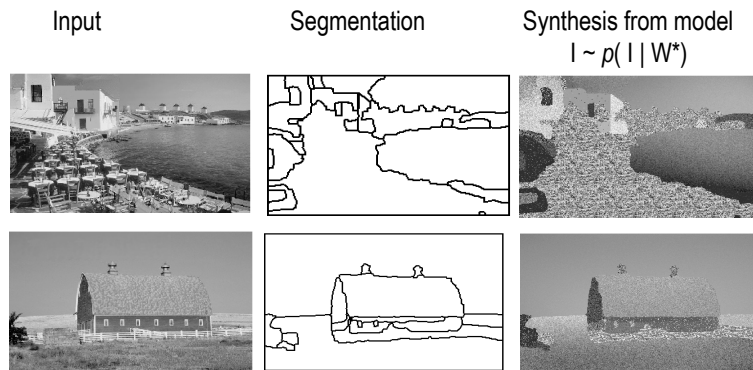 Input
Segmentation
Synthesis from model
I ~ p( I | W*)